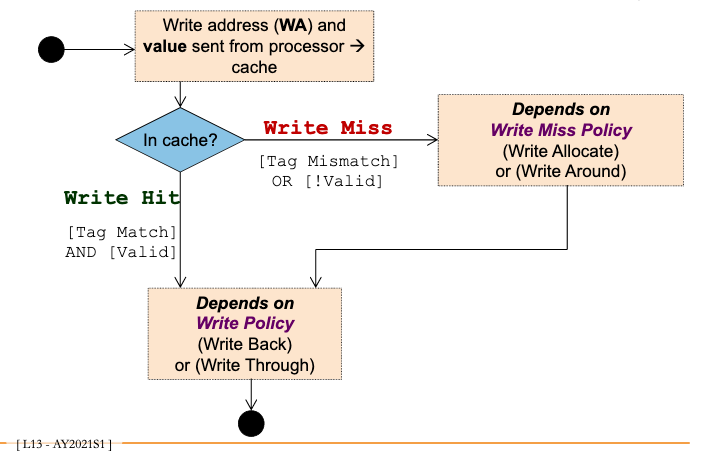 Write address (WA) and
value sent from processor →
cache
In cache?
Write Miss
[Tag Mismatch]
OR [!Valid]
Depends on
Write Miss Policy
(Write Allocate)
or (Write Around)
Write Hit
[Tag Match]
AND [Valid]
Depends on
Write Policy
(Write Back)
or (Write Through)
[ L13 - AY2021S1 ]